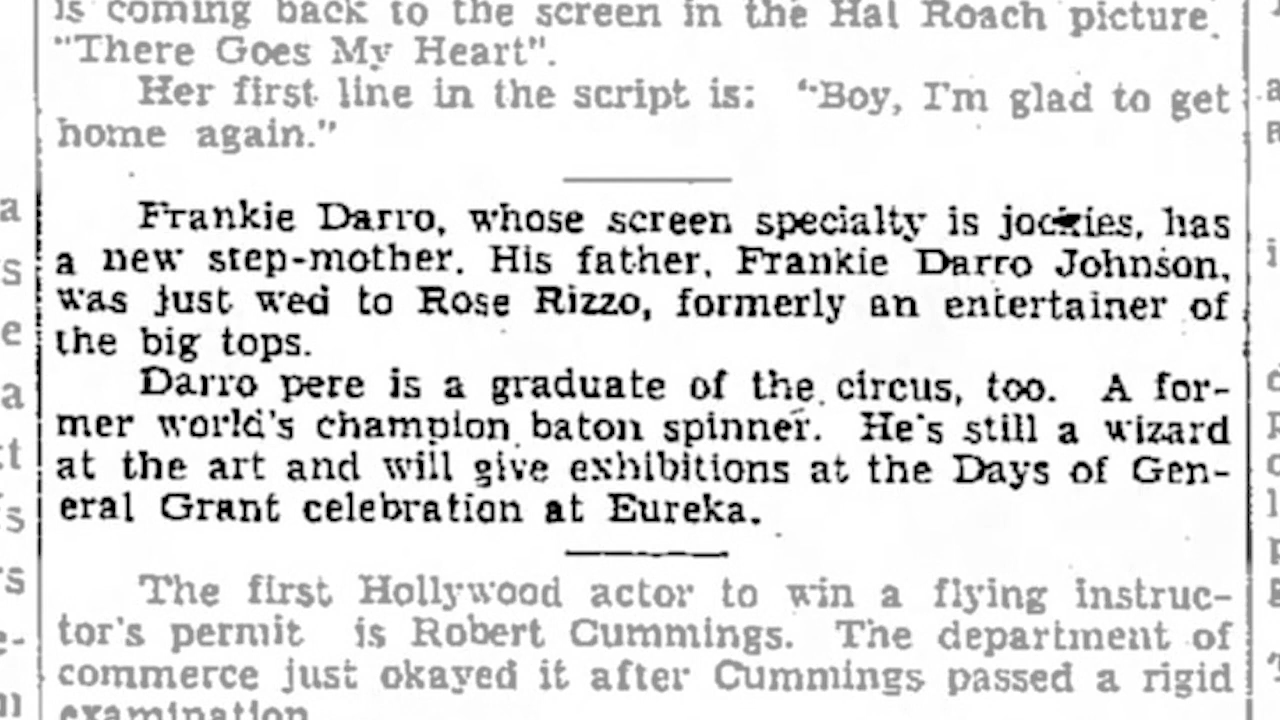 is coming back to the screen in the Hal Roach picture.
"There Goes My Heart".
Her first line in the script is: "Boy, I'm glad to get
home again."
Frankie Darro, whose screen specialty is jockies, has
a new step-mother. His father, Frankie Darro Johnson,
was just wed to Rose Rizzo, formerly an entertainer of
the big tops.
Darro pere is a graduate of the circus, too. A for-
mer world's champion baton spinner. He's still a wizard
at the art and will give exhibitions at the Days of Gen-
eral Grant celebration at Eureka.
The first Hollywood actor to win a flying instruc-
tor's permit is Robert Cummings. The department of
commerce just okayed it after Cummings passed a rigid
examination